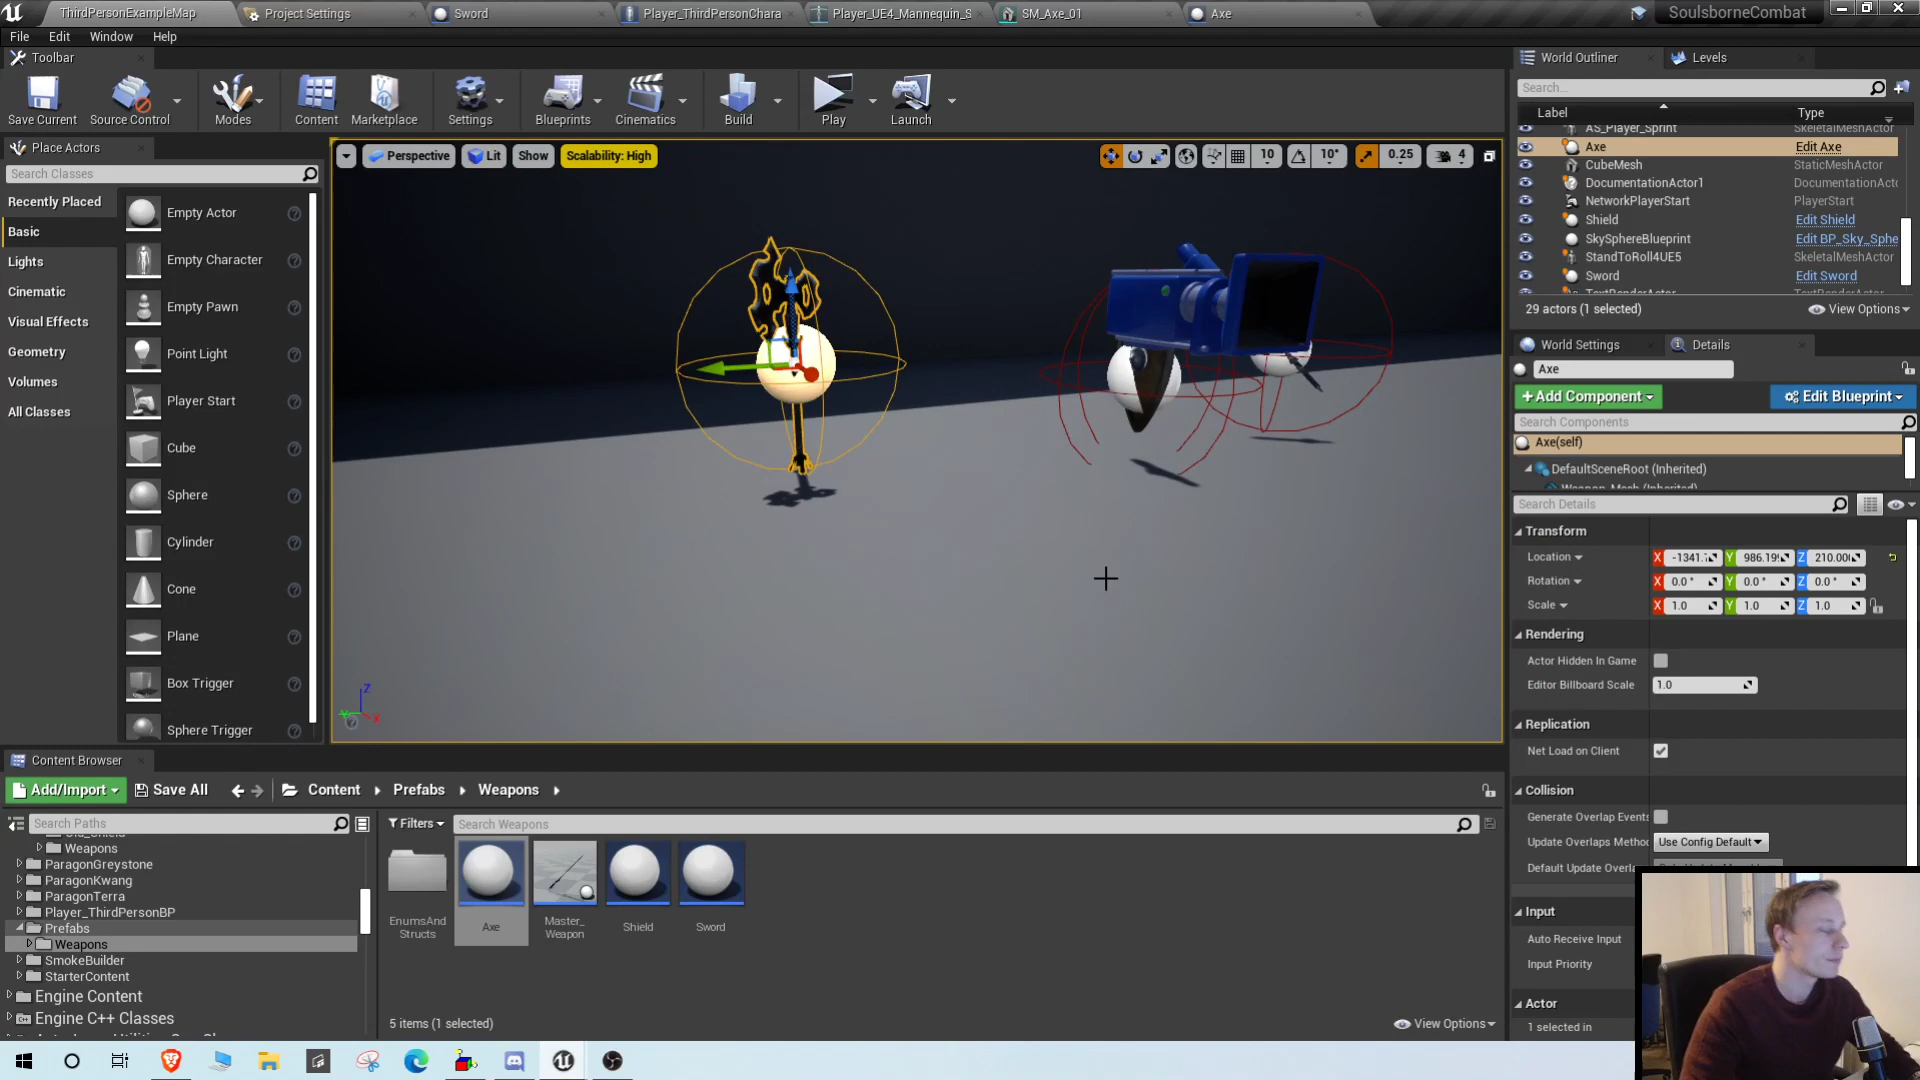 ThirdPersonExampleMap
Project Settings
Sword
Player_ThirdPersonChara
Player_UE4_Mannequin_S
SM_Axe_01
Axe
SoulsborneCombat
File
Edit
Window
Help
Toolbar
Save Current
Source Control
Modes
Content
Marketplace
Settings
Blueprints
Cinematics
Build
Play
Launch
Place Actors
Search Classes
Recently Placed
Basic
Lights
Cinematic
Visual Effects
Geometry
Volumes
All Classes
Empty Actor
Empty Character
Empty Pawn
Point Light
Player Start
Cube
Sphere
Cylinder
Cone
Plane
Box Trigger
Sphere Trigger
Perspective
Lit
Show
Scalability: High
10
10°
0.25
4
Z
X
World Outliner
Levels
Search...
Label
Type
AS_Player_Sprint
SkeletalMeshActor
Axe
Edit Axe
CubeMesh
StaticMeshActor
DocumentationActor1
DocumentationActo
NetworkPlayerStart
PlayerStart
Shield
Edit Shield
SkySphereBlueprint
Edit BP_Sky_Sphe
StandToRoll4UE5
SkeletalMeshActor
Sword
Edit Sword
29 actors (1 selected)
View Options
World Settings
Details
Axe
+Add Component
Edit Blueprint
Search Components
Axe(self)
DefaultSceneRoot (Inherited)
Weapon_Mesh (Inherited)
Search Details
Transform
Location
X
-1341.
Y
986.19
Z
210.00
Rotation
X
0.0 °
Y
0.0 °
Z
0.0 °
Scale
X
1.0
Y
1.0
Z
1.0
Rendering
Actor Hidden In Game
Editor Billboard Scale
1.0
Replication
Net Load on Client
Collision
Generate Overlap Events
Update Overlaps Metho
Use Config Default
Default Update Overla
Input
Auto Receive Input
Input Priority
Actor
1 selected in
Content Browser
Add/Import
Save All
Content
Prefabs
Weapons
Search Paths
Filters
Search Weapons
Old_Shield
Weapons
ParagonGreystone
ParagonKwang
ParagonTerra
Player_ThirdPersonBP
Prefabs
Weapons
SmokeBuilder
StarterContent
Engine Content
Engine C++ Classes
EnumsAnd
Structs
Axe
Master_
Weapon
Shield
Sword
5 items (1 selected)
View Options